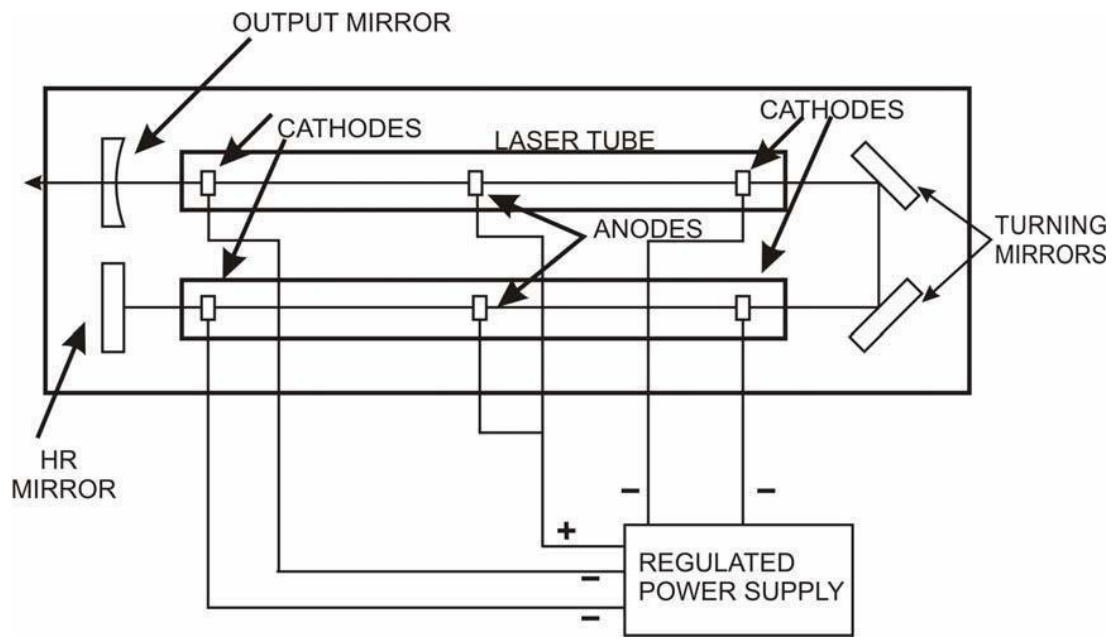 OUTPUT MIRROR
CATHODES
CATHODES
LASER TUBE
ANODES
TURNING
MIRRORS
HR
MIRROR
−
−
+
−
−
REGULATED
POWER SUPPLY